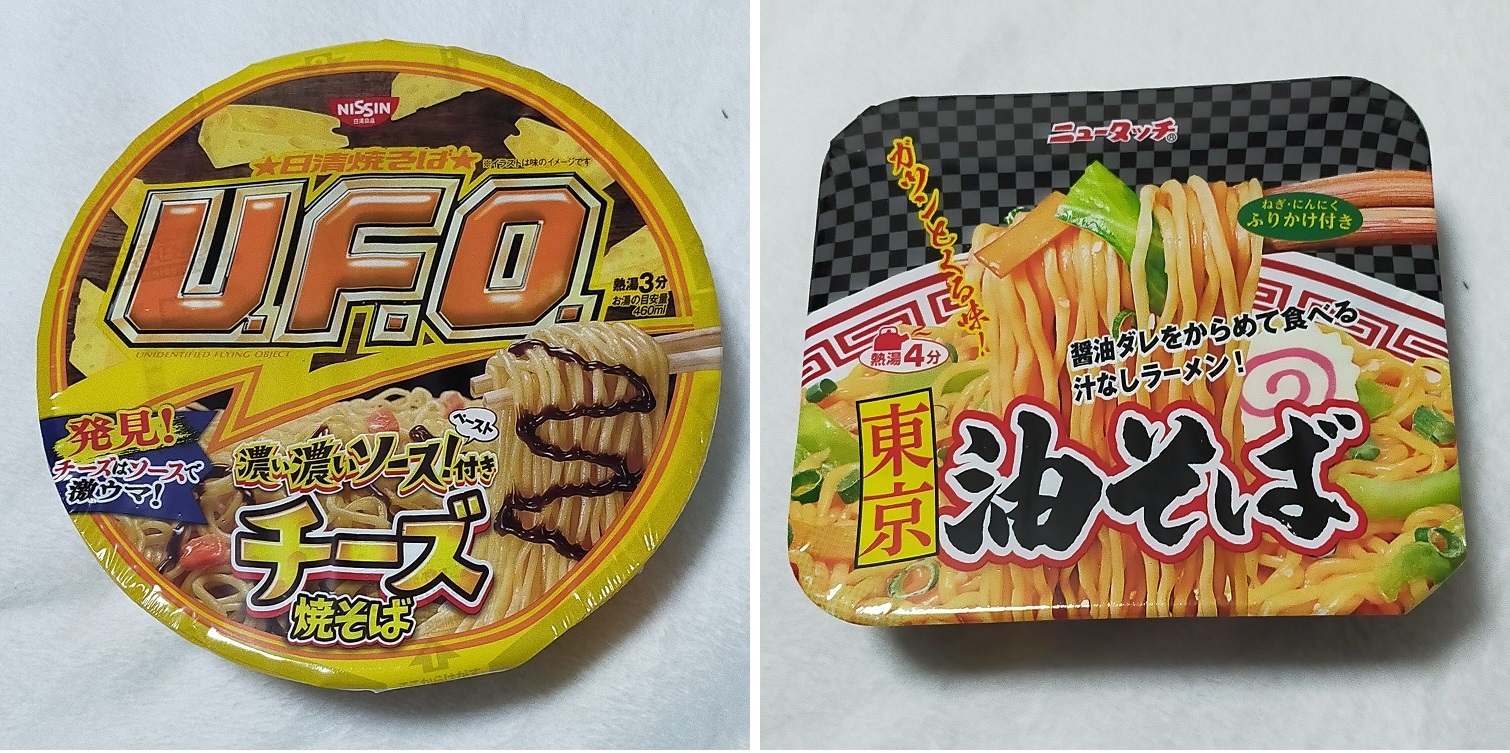 NISSIN
日清食品
★日清焼そば★
※イラストは味のイメージです
U.F.O.
UNIDENTIFIED FLYING OBJECT
熱湯3分
お湯の目安量
460ml
発見!
チーズはソースで
激ウマ!
濃い濃いソース!付き
ペースト
チーズ
焼そば
ニュータッチ®
ガツンとくる味!
ねぎ・にんにく
ふりかけ付き
熱湯4分
醤油ダレをからめて食べる
汁なしラーメン!
東京
油そば